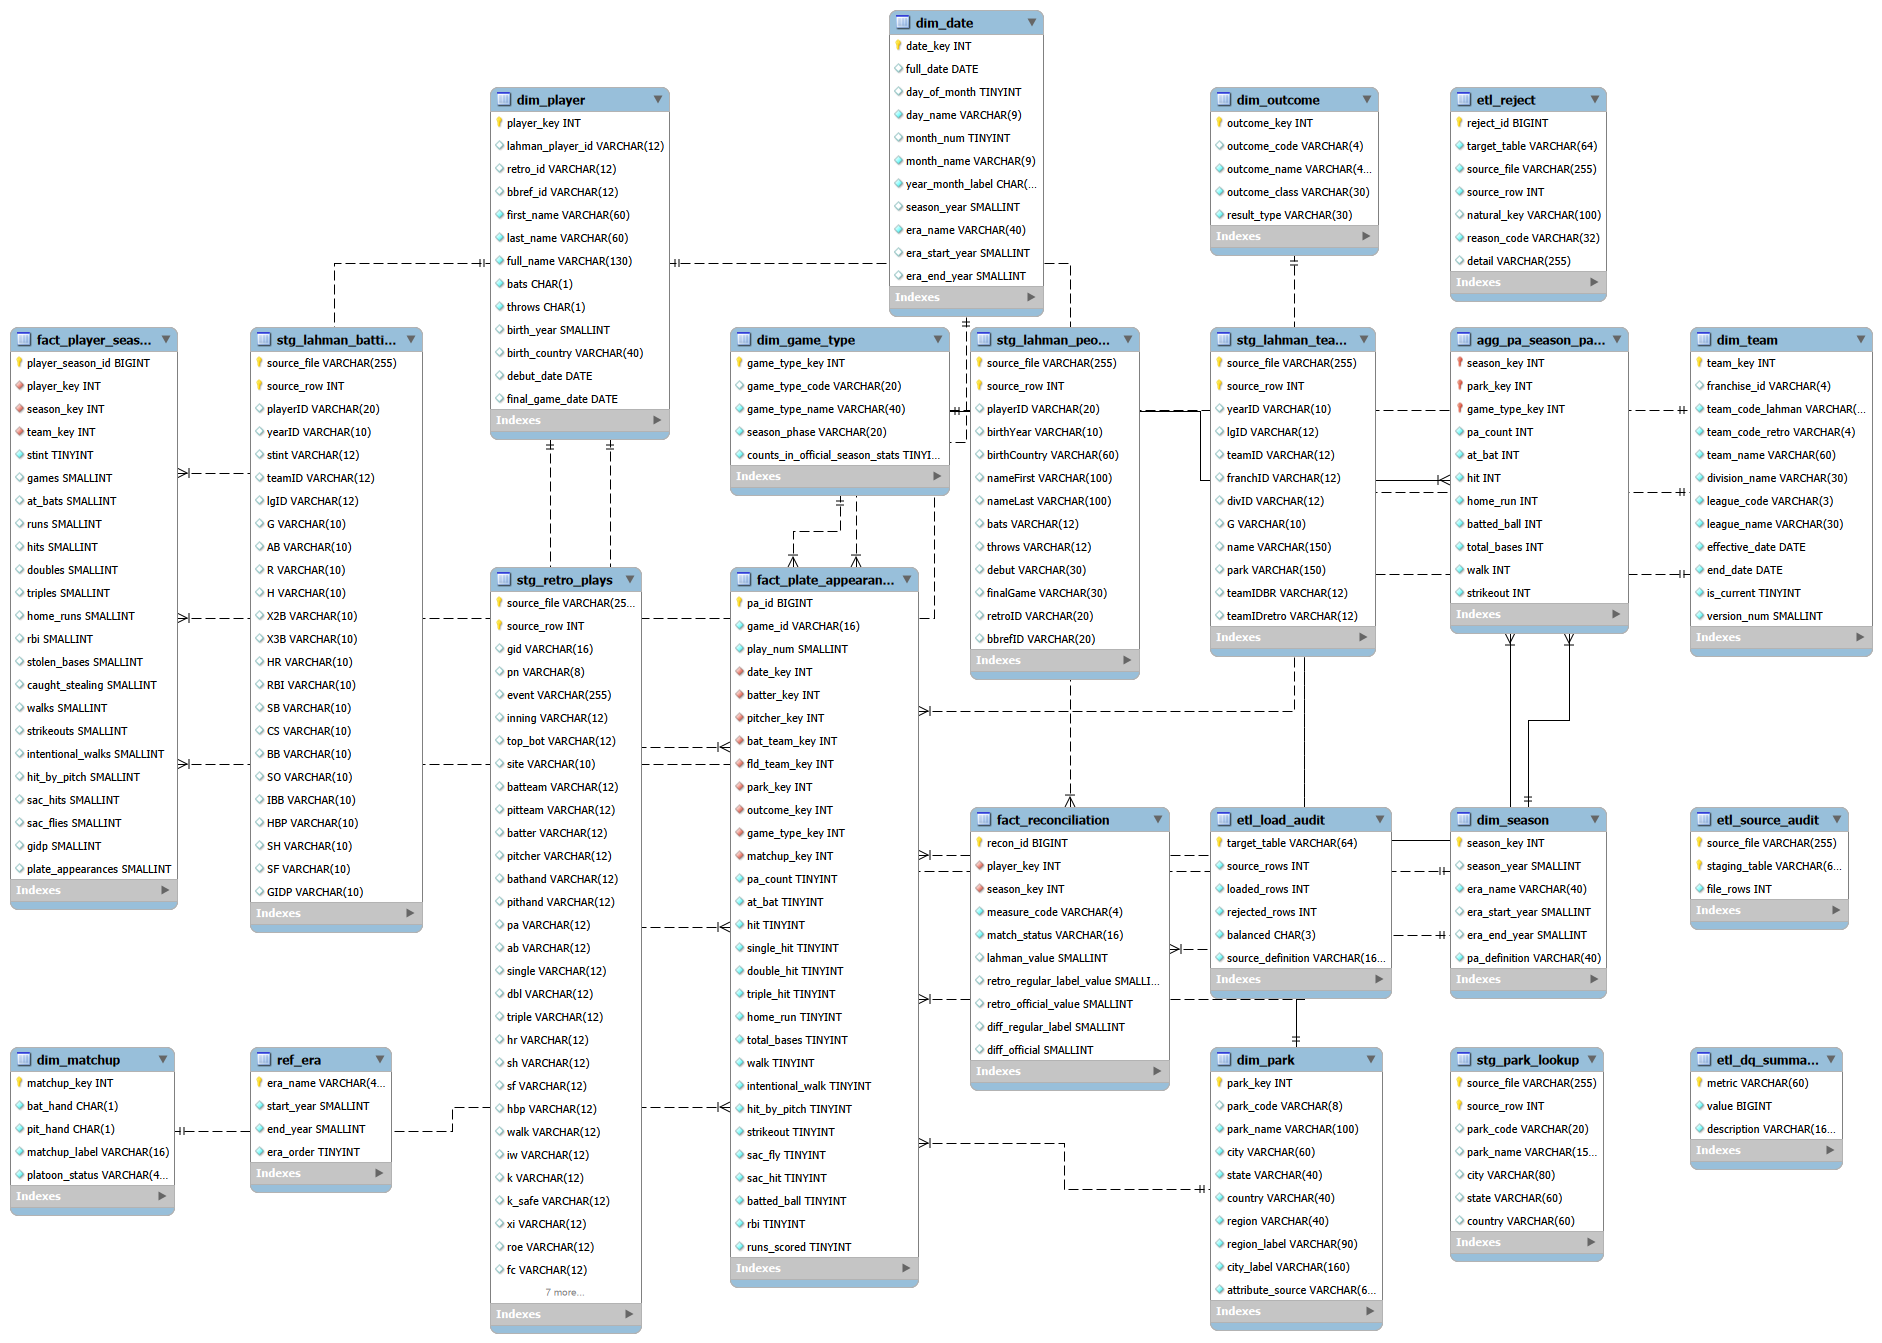 dim_date
date_key INT
full_date DATE
day_of_month TINYINT
day_name VARCHAR(9)
month_num TINYINT
month_name VARCHAR(9)
year_month_label CHAR(...
season_year SMALLINT
era_name VARCHAR(40)
era_start_year SMALLINT
era_end_year SMALLINT
Indexes
dim_player
player_key INT
lahman_player_id VARCHAR(12)
retro_id VARCHAR(12)
bbref_id VARCHAR(12)
first_name VARCHAR(60)
last_name VARCHAR(60)
full_name VARCHAR(130)
bats CHAR(1)
throws CHAR(1)
birth_year SMALLINT
birth_country VARCHAR(40)
debut_date DATE
final_game_date DATE
Indexes
dim_outcome
outcome_key INT
outcome_code VARCHAR(4)
outcome_name VARCHAR(4...
outcome_class VARCHAR(30)
result_type VARCHAR(30)
Indexes
etl_reject
reject_id BIGINT
target_table VARCHAR(64)
source_file VARCHAR(255)
source_row INT
natural_key VARCHAR(100)
reason_code VARCHAR(32)
detail VARCHAR(255)
Indexes
fact_player_seas...
player_season_id BIGINT
player_key INT
season_key INT
team_key INT
stint TINYINT
games SMALLINT
at_bats SMALLINT
runs SMALLINT
hits SMALLINT
doubles SMALLINT
triples SMALLINT
home_runs SMALLINT
rbi SMALLINT
stolen_bases SMALLINT
caught_stealing SMALLINT
walks SMALLINT
strikeouts SMALLINT
intentional_walks SMALLINT
hit_by_pitch SMALLINT
sac_hits SMALLINT
sac_flies SMALLINT
gidp SMALLINT
plate_appearances SMALLINT
Indexes
stg_lahman_batti...
source_file VARCHAR(255)
source_row INT
playerID VARCHAR(20)
yearID VARCHAR(10)
stint VARCHAR(12)
teamID VARCHAR(12)
lgID VARCHAR(12)
G VARCHAR(10)
AB VARCHAR(10)
R VARCHAR(10)
H VARCHAR(10)
X2B VARCHAR(10)
X3B VARCHAR(10)
HR VARCHAR(10)
RBI VARCHAR(10)
SB VARCHAR(10)
CS VARCHAR(10)
BB VARCHAR(10)
SO VARCHAR(10)
IBB VARCHAR(10)
HBP VARCHAR(10)
SH VARCHAR(10)
SF VARCHAR(10)
GIDP VARCHAR(10)
Indexes
dim_game_type
game_type_key INT
game_type_code VARCHAR(20)
game_type_name VARCHAR(40)
season_phase VARCHAR(20)
counts_in_official_season_stats TINYI...
Indexes
stg_lahman_peo...
source_file VARCHAR(255)
source_row INT
playerID VARCHAR(20)
birthYear VARCHAR(10)
birthCountry VARCHAR(60)
nameFirst VARCHAR(100)
nameLast VARCHAR(100)
bats VARCHAR(12)
throws VARCHAR(12)
debut VARCHAR(30)
finalGame VARCHAR(30)
retroID VARCHAR(20)
bbrefID VARCHAR(20)
Indexes
stg_lahman_tea...
source_file VARCHAR(255)
source_row INT
yearID VARCHAR(10)
lgID VARCHAR(12)
teamID VARCHAR(12)
franchID VARCHAR(12)
divID VARCHAR(12)
G VARCHAR(10)
name VARCHAR(150)
park VARCHAR(150)
teamIDBR VARCHAR(12)
teamIDretro VARCHAR(12)
Indexes
agg_pa_season_pa...
season_key INT
park_key INT
game_type_key INT
pa_count INT
at_bat INT
hit INT
home_run INT
batted_ball INT
total_bases INT
walk INT
strikeout INT
Indexes
dim_team
team_key INT
franchise_id VARCHAR(4)
team_code_lahman VARCHAR(...
team_code_retro VARCHAR(4)
team_name VARCHAR(60)
division_name VARCHAR(30)
league_code VARCHAR(3)
league_name VARCHAR(30)
effective_date DATE
end_date DATE
is_current TINYINT
version_num SMALLINT
Indexes
stg_retro_plays
source_file VARCHAR(25...
source_row INT
gid VARCHAR(16)
pn VARCHAR(8)
event VARCHAR(255)
inning VARCHAR(12)
top_bot VARCHAR(12)
site VARCHAR(10)
batteam VARCHAR(12)
pitteam VARCHAR(12)
batter VARCHAR(12)
pitcher VARCHAR(12)
bathand VARCHAR(12)
pithand VARCHAR(12)
pa VARCHAR(12)
ab VARCHAR(12)
single VARCHAR(12)
dbl VARCHAR(12)
triple VARCHAR(12)
hr VARCHAR(12)
sh VARCHAR(12)
sf VARCHAR(12)
hbp VARCHAR(12)
walk VARCHAR(12)
iw VARCHAR(12)
k VARCHAR(12)
k_safe VARCHAR(12)
xi VARCHAR(12)
roe VARCHAR(12)
fc VARCHAR(12)
7 more...
Indexes
fact_plate_appearan...
pa_id BIGINT
game_id VARCHAR(16)
play_num SMALLINT
date_key INT
batter_key INT
pitcher_key INT
bat_team_key INT
fld_team_key INT
park_key INT
outcome_key INT
game_type_key INT
matchup_key INT
pa_count TINYINT
at_bat TINYINT
hit TINYINT
single_hit TINYINT
double_hit TINYINT
triple_hit TINYINT
home_run TINYINT
total_bases TINYINT
walk TINYINT
intentional_walk TINYINT
hit_by_pitch TINYINT
strikeout TINYINT
sac_fly TINYINT
sac_hit TINYINT
batted_ball TINYINT
rbi TINYINT
runs_scored TINYINT
Indexes
fact_reconciliation
recon_id BIGINT
player_key INT
season_key INT
measure_code VARCHAR(4)
match_status VARCHAR(16)
lahman_value SMALLINT
retro_regular_label_value SMALLI...
retro_official_value SMALLINT
diff_regular_label SMALLINT
diff_official SMALLINT
Indexes
etl_load_audit
target_table VARCHAR(64)
source_rows INT
loaded_rows INT
rejected_rows INT
balanced CHAR(3)
source_definition VARCHAR(16...
Indexes
dim_season
season_key INT
season_year SMALLINT
era_name VARCHAR(40)
era_start_year SMALLINT
era_end_year SMALLINT
pa_definition VARCHAR(40)
Indexes
etl_source_audit
source_file VARCHAR(255)
staging_table VARCHAR(6...
file_rows INT
Indexes
dim_matchup
matchup_key INT
bat_hand CHAR(1)
pit_hand CHAR(1)
matchup_label VARCHAR(16)
platoon_status VARCHAR(4...
Indexes
ref_era
era_name VARCHAR(4...
start_year SMALLINT
end_year SMALLINT
era_order TINYINT
Indexes
dim_park
park_key INT
park_code VARCHAR(8)
park_name VARCHAR(100)
city VARCHAR(60)
state VARCHAR(40)
country VARCHAR(40)
region VARCHAR(40)
region_label VARCHAR(90)
city_label VARCHAR(160)
attribute_source VARCHAR(6...
Indexes
stg_park_lookup
source_file VARCHAR(255)
source_row INT
park_code VARCHAR(20)
park_name VARCHAR(15...
city VARCHAR(80)
state VARCHAR(60)
country VARCHAR(60)
Indexes
etl_dq_summa...
metric VARCHAR(60)
value BIGINT
description VARCHAR(16...
Indexes